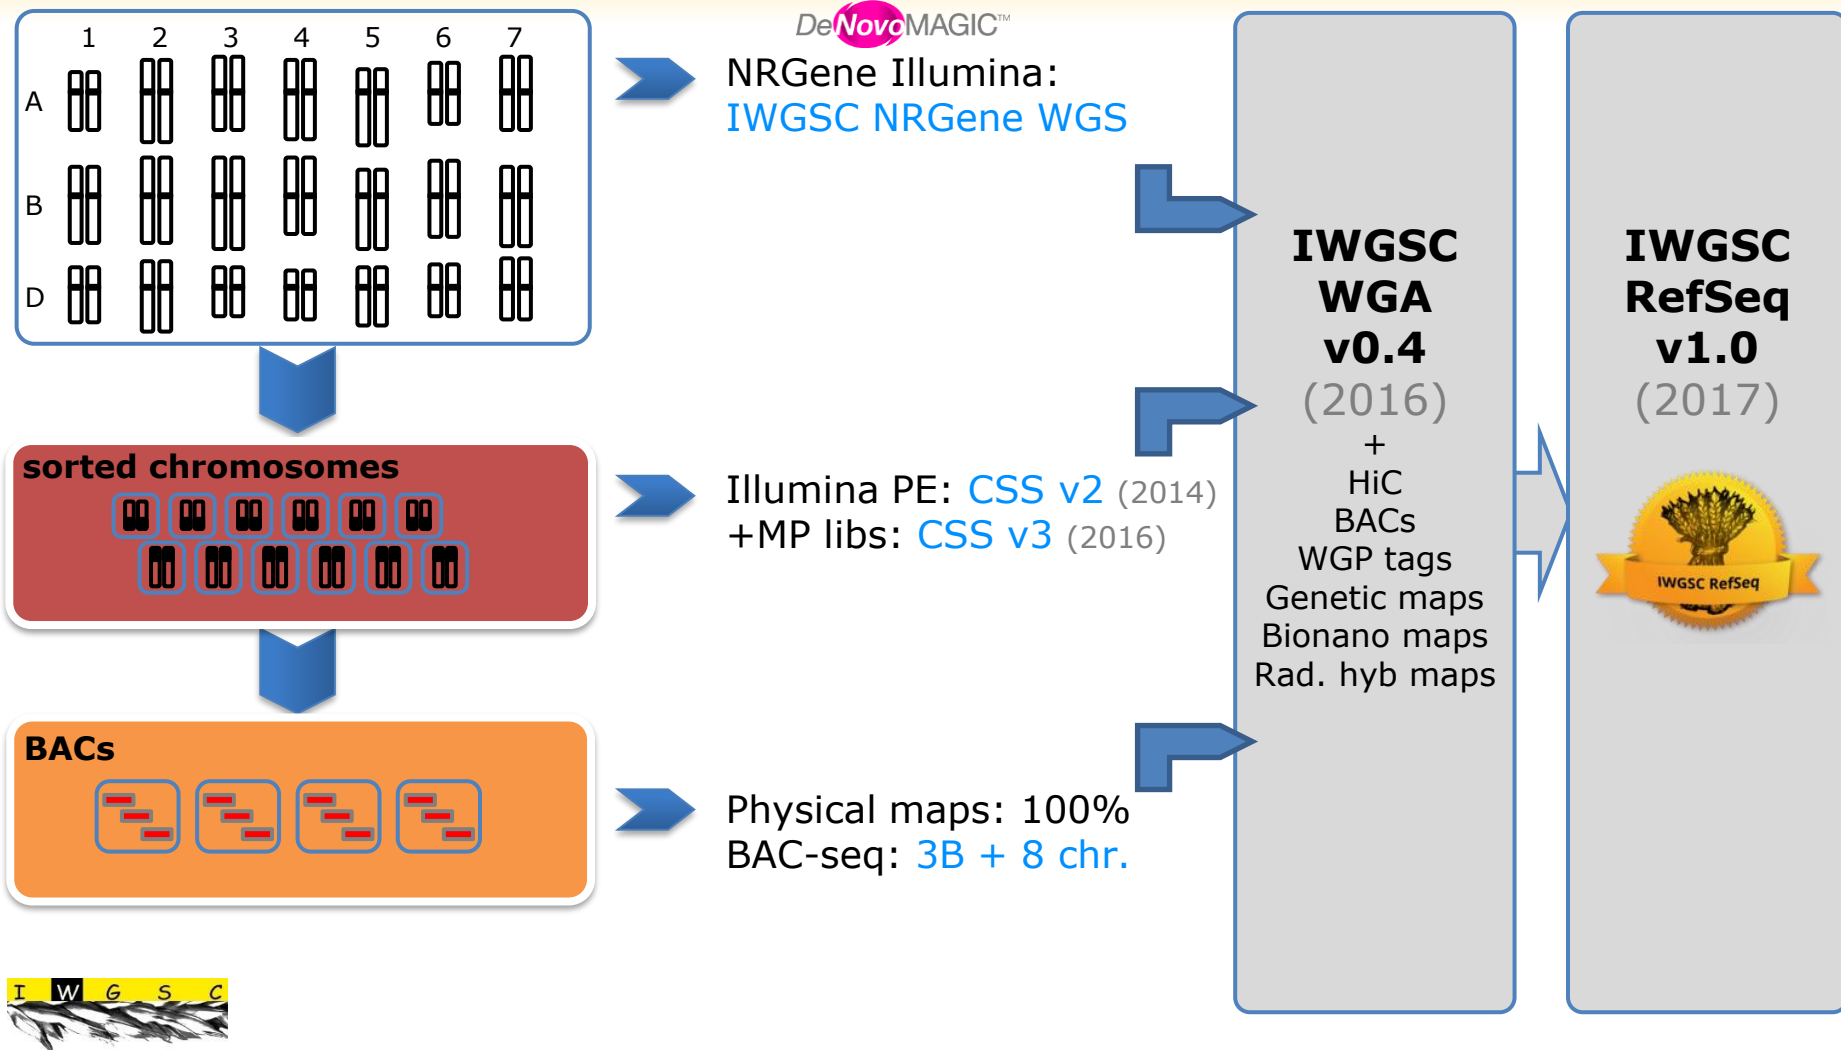 1 2 3 4 5 6 7
A
B
D
DeNovoMAGIC™
NRGene Illumina:
IWGSC NRGene WGS
sorted chromosomes
Illumina PE: CSS v2 (2014)
+MP libs: CSS v3 (2016)
BACs
Physical maps: 100%
BAC-seq: 3B + 8 chr.
IWGSC
WGA
v0.4
(2016)
+
HiC
BACs
WGP tags
Genetic maps
Bionano maps
Rad. hyb maps
IWGSC
RefSeq
v1.0
(2017)
IWGSC RefSeq
I W G S C